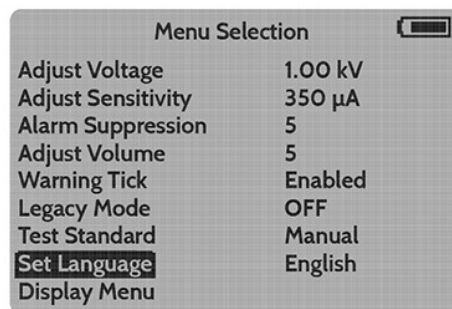 Menu Selection
Adjust Voltage 1.00 kV
Adjust Sensitivity 350 µA
Alarm Suppression 5
Adjust Volume 5
Warning Tick Enabled
Legacy Mode OFF
Test Standard Manual
Set Language English
Display Menu